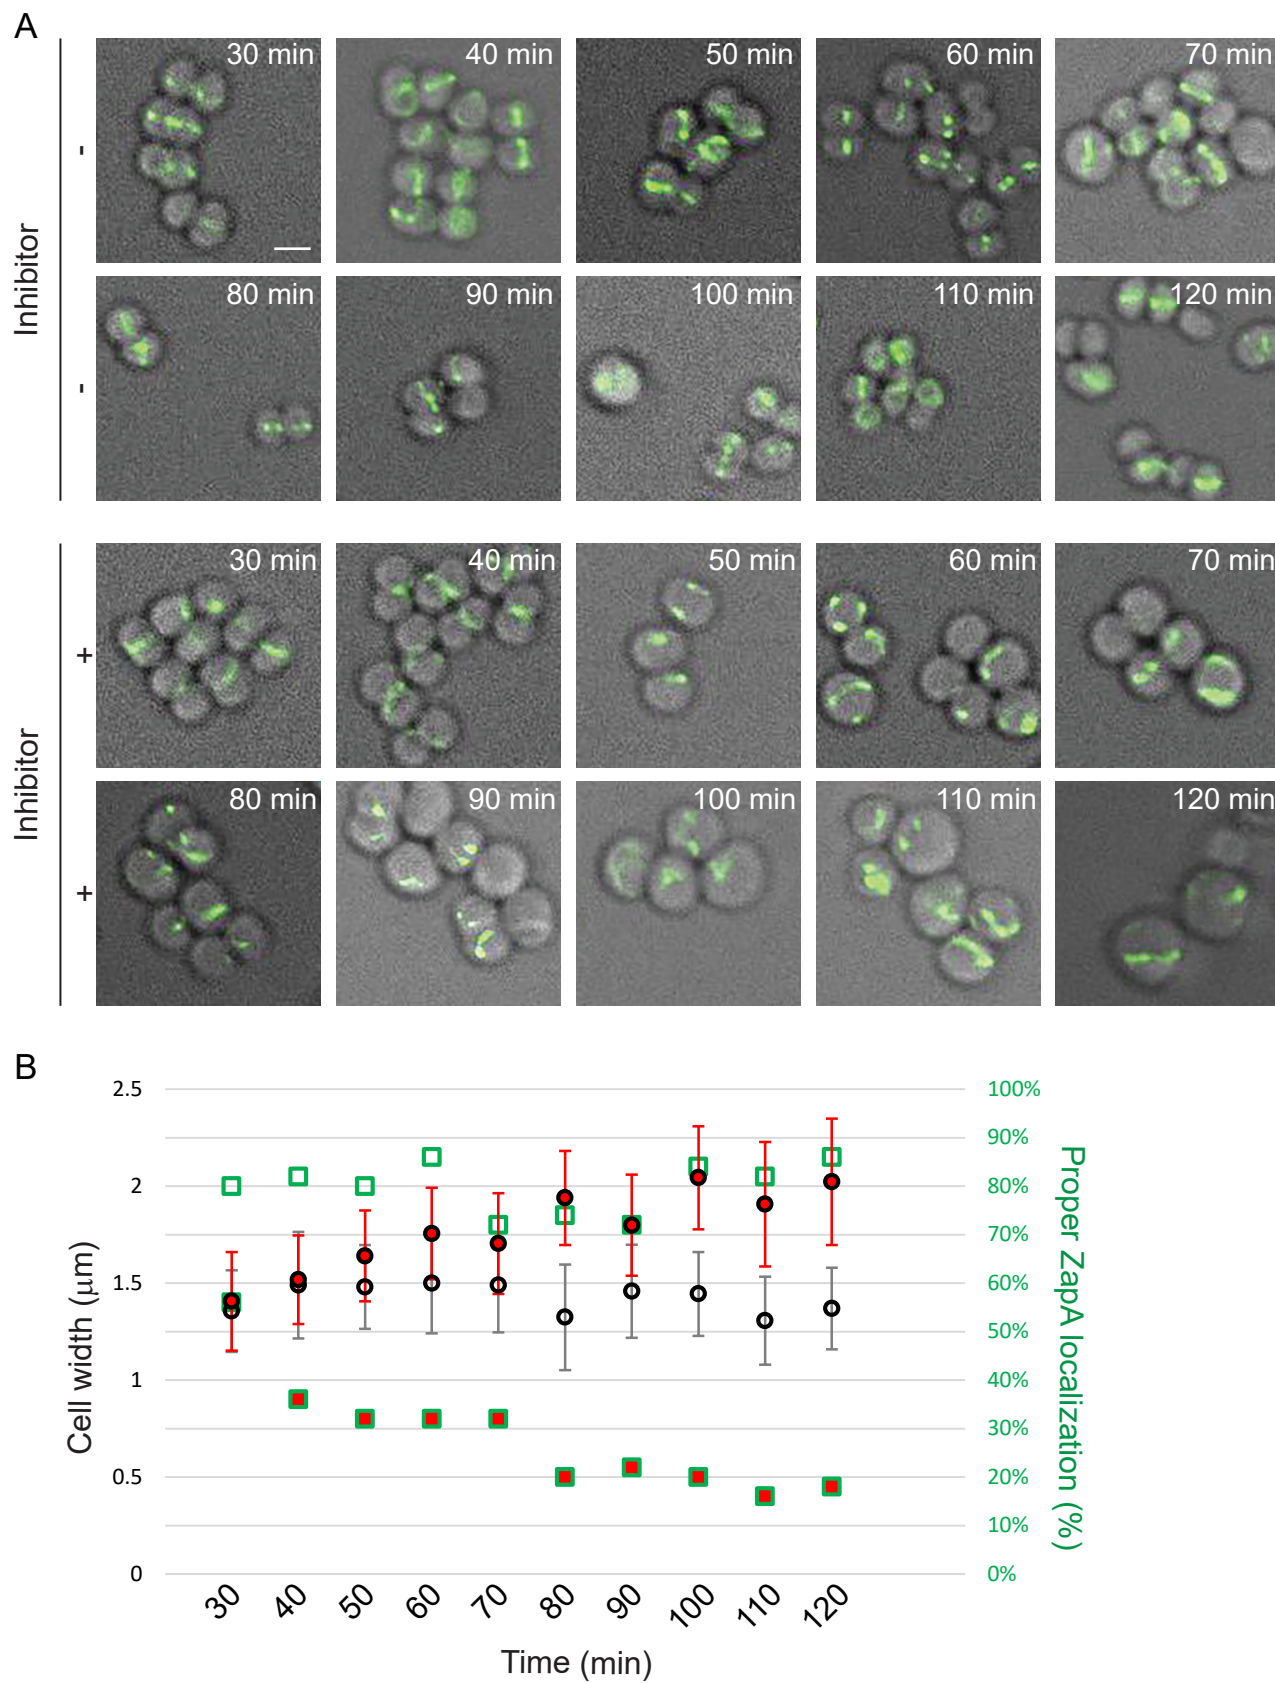 A
Inhibitor
-
30 min
40 min
50 min
60 min
70 min
-
80 min
90 min
100 min
110 min
120 min
Inhibitor
+
30 min
40 min
50 min
60 min
70 min
+
80 min
90 min
100 min
110 min
120 min
B
Cell width (μm)
2.5
2
1.5
1
0.5
0
100%
90%
80%
70%
60%
50%
40%
30%
20%
10%
0%
Proper ZapA localization (%)
30
40
50
60
70
80
90
100
110
120
Time (min)